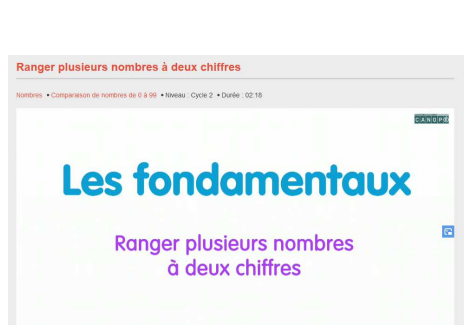 Ranger plusieurs nombres à deux chiffres
Nombres • Comparaison de nombres de 0 à 99 • Niveau : Cycle 2 • Durée : 02:16
CANOPÉ
Les fondamentaux
Ranger plusieurs nombres
à deux chiffres